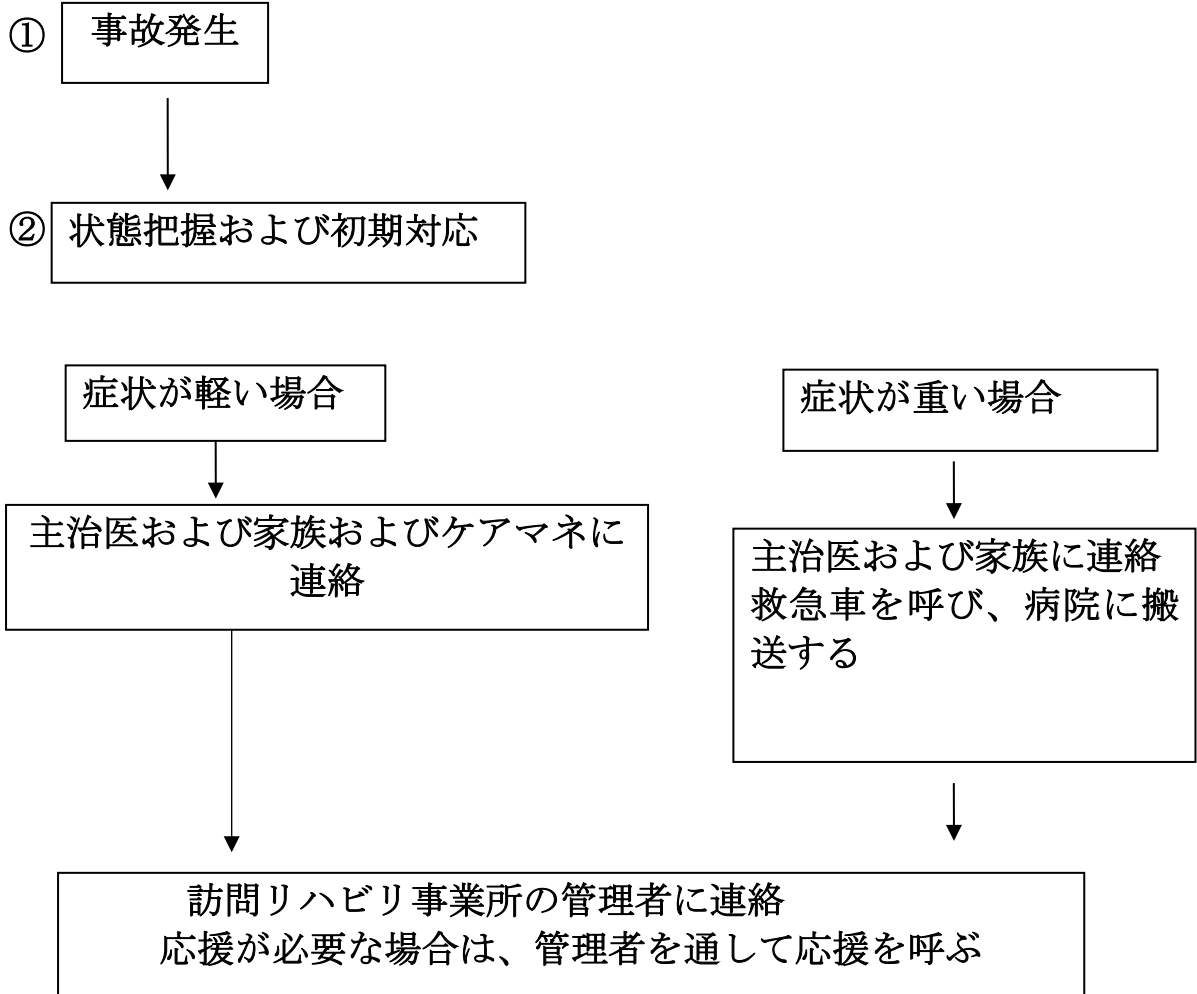 ① 事故発生
② 状態把握および初期対応
症状が軽い場合
主治医および家族およびケアマネに
連絡
症状が重い場合
主治医および家族に連絡
救急車を呼び、病院に搬
送する
訪問リハビリ事業所の管理者に連絡
応援が必要な場合は、管理者を通して応援を呼ぶ